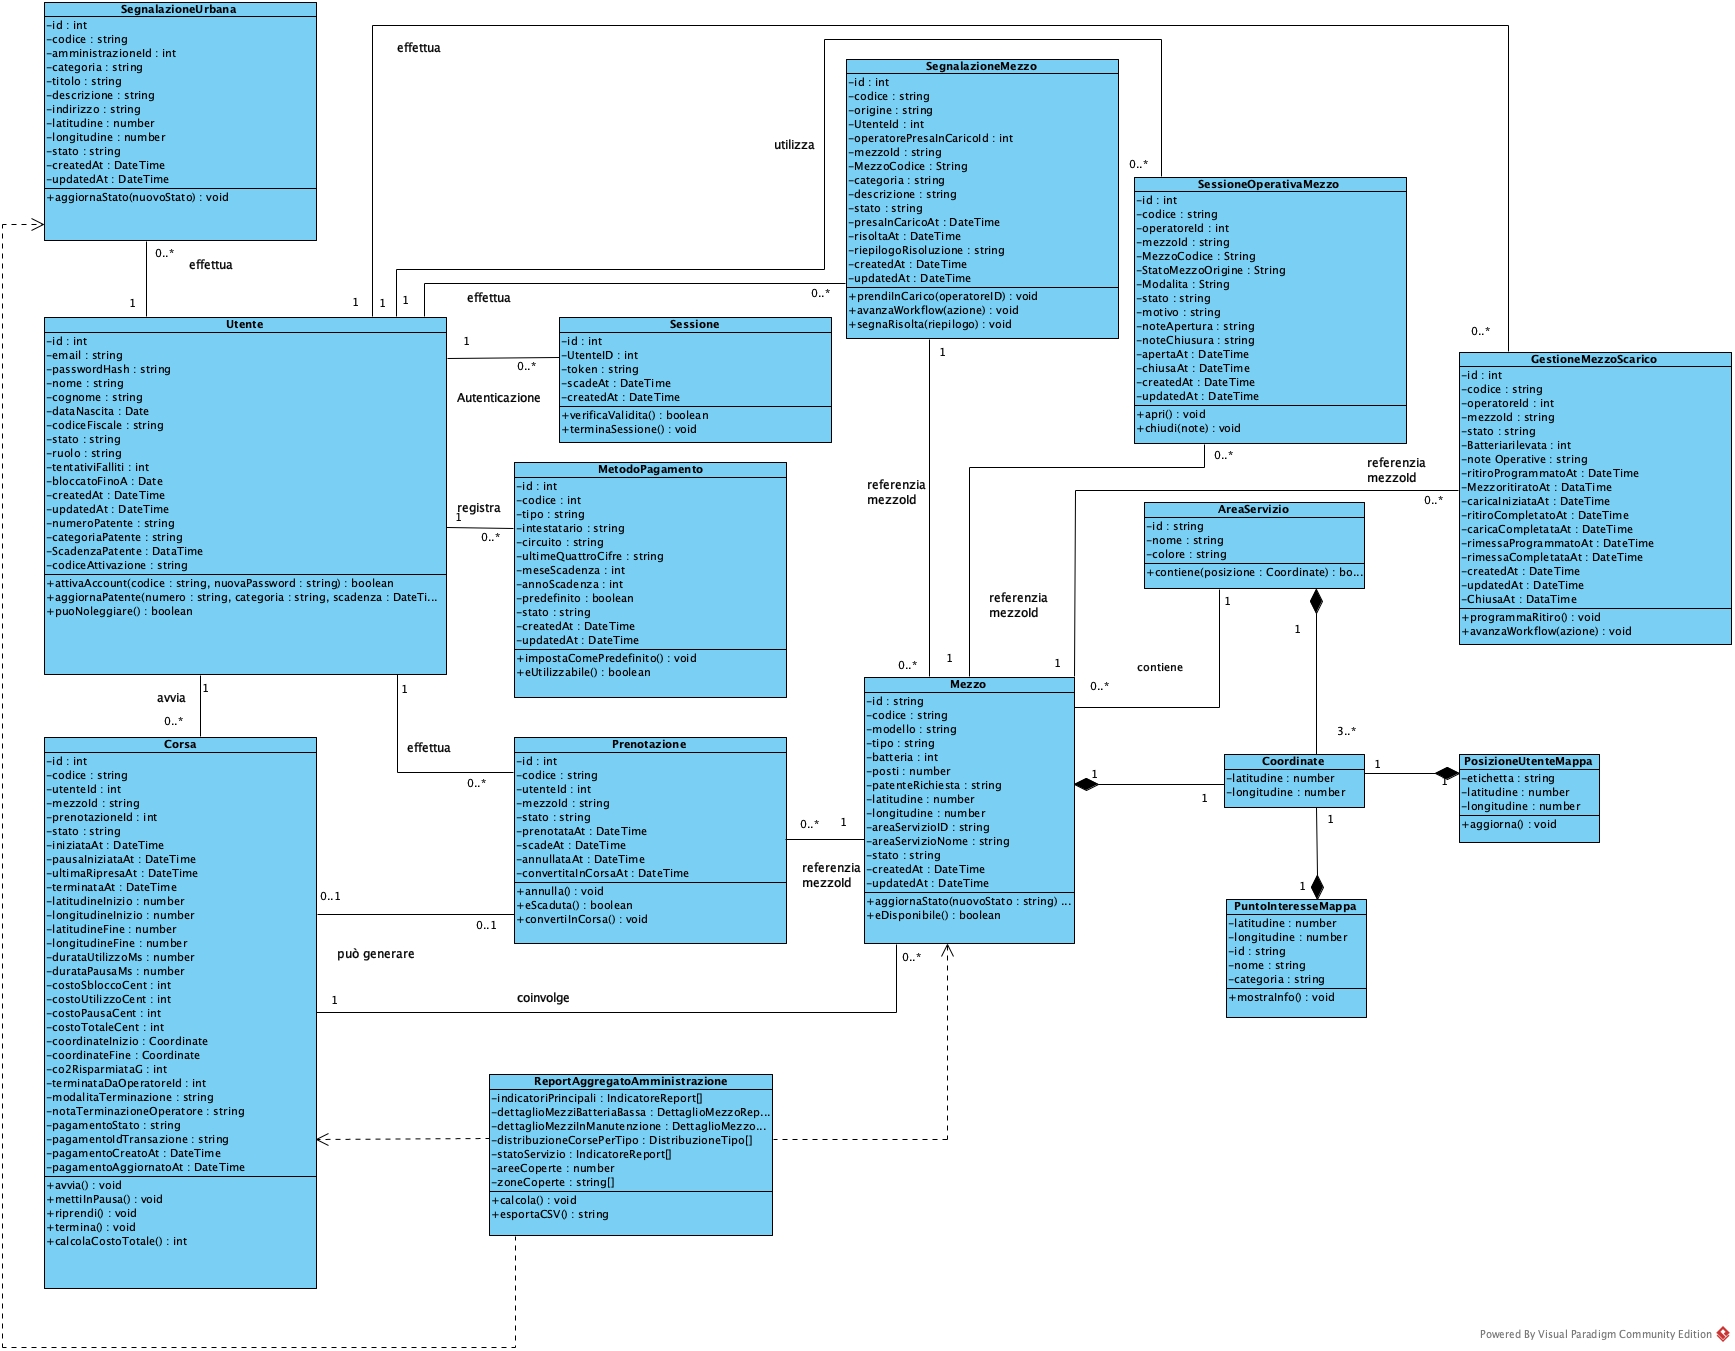 SegnalazioneUrbana
-id : int
-codice : string
-amministrazioneId : int
-categoria : string
-titolo : string
-descrizione : string
-indirizzo : string
-latitudine : number
-longitudine : number
-stato : string
-createdAt : DateTime
-updatedAt : DateTime
+aggiornaStato(nuovoStato) : void
0..*
effettua
1
effettua
1
0..*
utilizza
1
0..*
1
effettua
0..*
SegnalazioneMezzo
-id : int
-codice : string
-origine : string
-UtenteId : int
-operatorePresaInCaricoId : int
-mezzoId : string
-MezzoCodice : String
-categoria : string
-descrizione : string
-stato : string
-presaInCaricoAt : DateTime
-risoltaAt : DateTime
-riepilogoRisoluzione : string
-createdAt : DateTime
-updatedAt : DateTime
+prendiInCarico(operatoreID) : void
+avanzaWorkflow(azione) : void
+segnaRisolta(riepilogo) : void
SessioneOperativaMezzo
-id : int
-codice : string
-operatoreId : int
-mezzoId : string
-MezzoCodice : String
-StatoMezzoOrigine : String
-Modalita : String
-stato : string
-motivo : string
-noteApertura : string
-noteChiusura : string
-apertaAt : DateTime
-chiusaAt : DateTime
-createdAt : DateTime
-updatedAt : DateTime
+apri() : void
+chiudi(note) : void
GestioneMezzoScarico
-id : int
-codice : string
-operatoreId : int
-mezzoId : string
-stato : string
-Batteriarilevata : int
-note Operative : string
-ritiroProgrammatoAt : DateTime
-MezzoritiratoAt : DataTime
-caricaIniziataAt : DateTime
-ritiroCompletatoAt : DateTime
-caricaCompletataAt : DateTime
-rimessaProgrammatoAt : DateTime
-rimessaCompletataAt : DateTime
-createdAt : DateTime
-updatedAt : DateTime
-ChiusaAt : DataTime
+programmaRitiro() : void
+avanzaWorkflow(azione) : void
Utente
-id : int
-email : string
-passwordHash : string
-nome : string
-cognome : string
-dataNascita : Date
-codiceFiscale : string
-stato : string
-ruolo : string
-tentativiFalliti : int
-bloccatoFinoA : Date
-createdAt : DateTime
-updatedAt : DateTime
-numeroPatente : string
-categoriaPatente : string
-ScadenzaPatente : DataTime
-codiceAttivazione : string
+attivaAccount(codice : string, nuovaPassword : string) : boolean
+aggiornaPatente(numero : string, categoria : string, scadenza : DateTi...
+puoNoleggiare() : boolean
1
0..*
Autenticazione
Sessione
-id : int
-UtenteID : int
-token : string
-scadeAt : DateTime
-createdAt : DateTime
+verificaValidita() : boolean
+terminaSessione() : void
registra
1
0..*
MetodoPagamento
-id : int
-codice : int
-tipo : string
-intestatario : string
-circuito : string
-ultimeQuattroCifre : string
-meseScadenza : int
-annoScadenza : int
-predefinito : boolean
-stato : string
-createdAt : DateTime
-updatedAt : DateTime
+impostaComePredefinito() : void
+eUtilizzabile() : boolean
1
referenzia
mezzoId
0..*
0..*
referenzia
mezzoId
1
referenzia
mezzoId
0..*
1
AreaServizio
-id : string
-nome : string
-colore : string
+contiene(posizione : Coordinate) : bo...
1
contiene
0..*
1
3..*
1
avvia
0..*
1
effettua
0..*
Corsa
-id : int
-codice : string
-utenteId : int
-mezzoId : string
-prenotazioneId : int
-stato : string
-iniziataAt : DateTime
-pausaIniziataAt : DateTime
-ultimaRipresaAt : DateTime
-terminataAt : DateTime
-latitudineInizio : number
-longitudineInizio : number
-latitudineFine : number
-longitudineFine : number
-durataUtilizzoMs : number
-durataPausaMs : number
-costoSbloccoCent : int
-costoUtilizzoCent : int
-costoPausaCent : int
-costoTotaleCent : int
-coordinateInizio : Coordinate
-coordinateFine : Coordinate
-co2RisparmiataG : int
-terminataDaOperatoreId : int
-modalitaTerminazione : string
-notaTerminazioneOperatore : string
-pagamentoStato : string
-pagamentoIdTransazione : string
-pagamentoCreatoAt : DateTime
-pagamentoAggiornatoAt : DateTime
+avvia() : void
+mettiInPausa() : void
+riprendi() : void
+termina() : void
+calcolaCostoTotale() : int
Prenotazione
-id : int
-codice : string
-utenteId : int
-mezzoId : string
-stato : string
-prenotataAt : DateTime
-scadeAt : DateTime
-annullataAt : DateTime
-convertitaInCorsaAt : DateTime
+annulla() : void
+eScaduta() : boolean
+convertiInCorsa() : void
0..1
0..1
può generare
1
coinvolge
0..*
0..*
1
referenzia
mezzoId
Mezzo
-id : string
-codice : string
-modello : string
-tipo : string
-batteria : int
-posti : number
-patenteRichiesta : string
-latitudine : number
-longitudine : number
-areaServizioID : string
-areaServizioNome : string
-stato : string
-createdAt : DateTime
-updatedAt : DateTime
+aggiornaStato(nuovoStato : string) ...
+eDisponibile() : boolean
1
1
Coordinate
-latitudine : number
-longitudine : number
1
1
PosizioneUtenteMappa
-etichetta : string
-latitudine : number
-longitudine : number
+aggiorna() : void
1
1
PuntoInteresseMappa
-latitudine : number
-longitudine : number
-id : string
-nome : string
-categoria : string
+mostraInfo() : void
ReportAggregatoAmministrazione
-indicatoriPrincipali : IndicatoreReport[]
-dettaglioMezziBatteriaBassa : DettaglioMezzoRep...
-dettaglioMezziInManutenzione : DettaglioMezzo...
-distribuzioneCorsePerTipo : DistribuzioneTipo[]
-statoServizio : IndicatoreReport[]
-areeCoperte : number
-zoneCoperte : string[]
+calcola() : void
+esportaCSV() : string
Powered By Visual Paradigm Community Edition